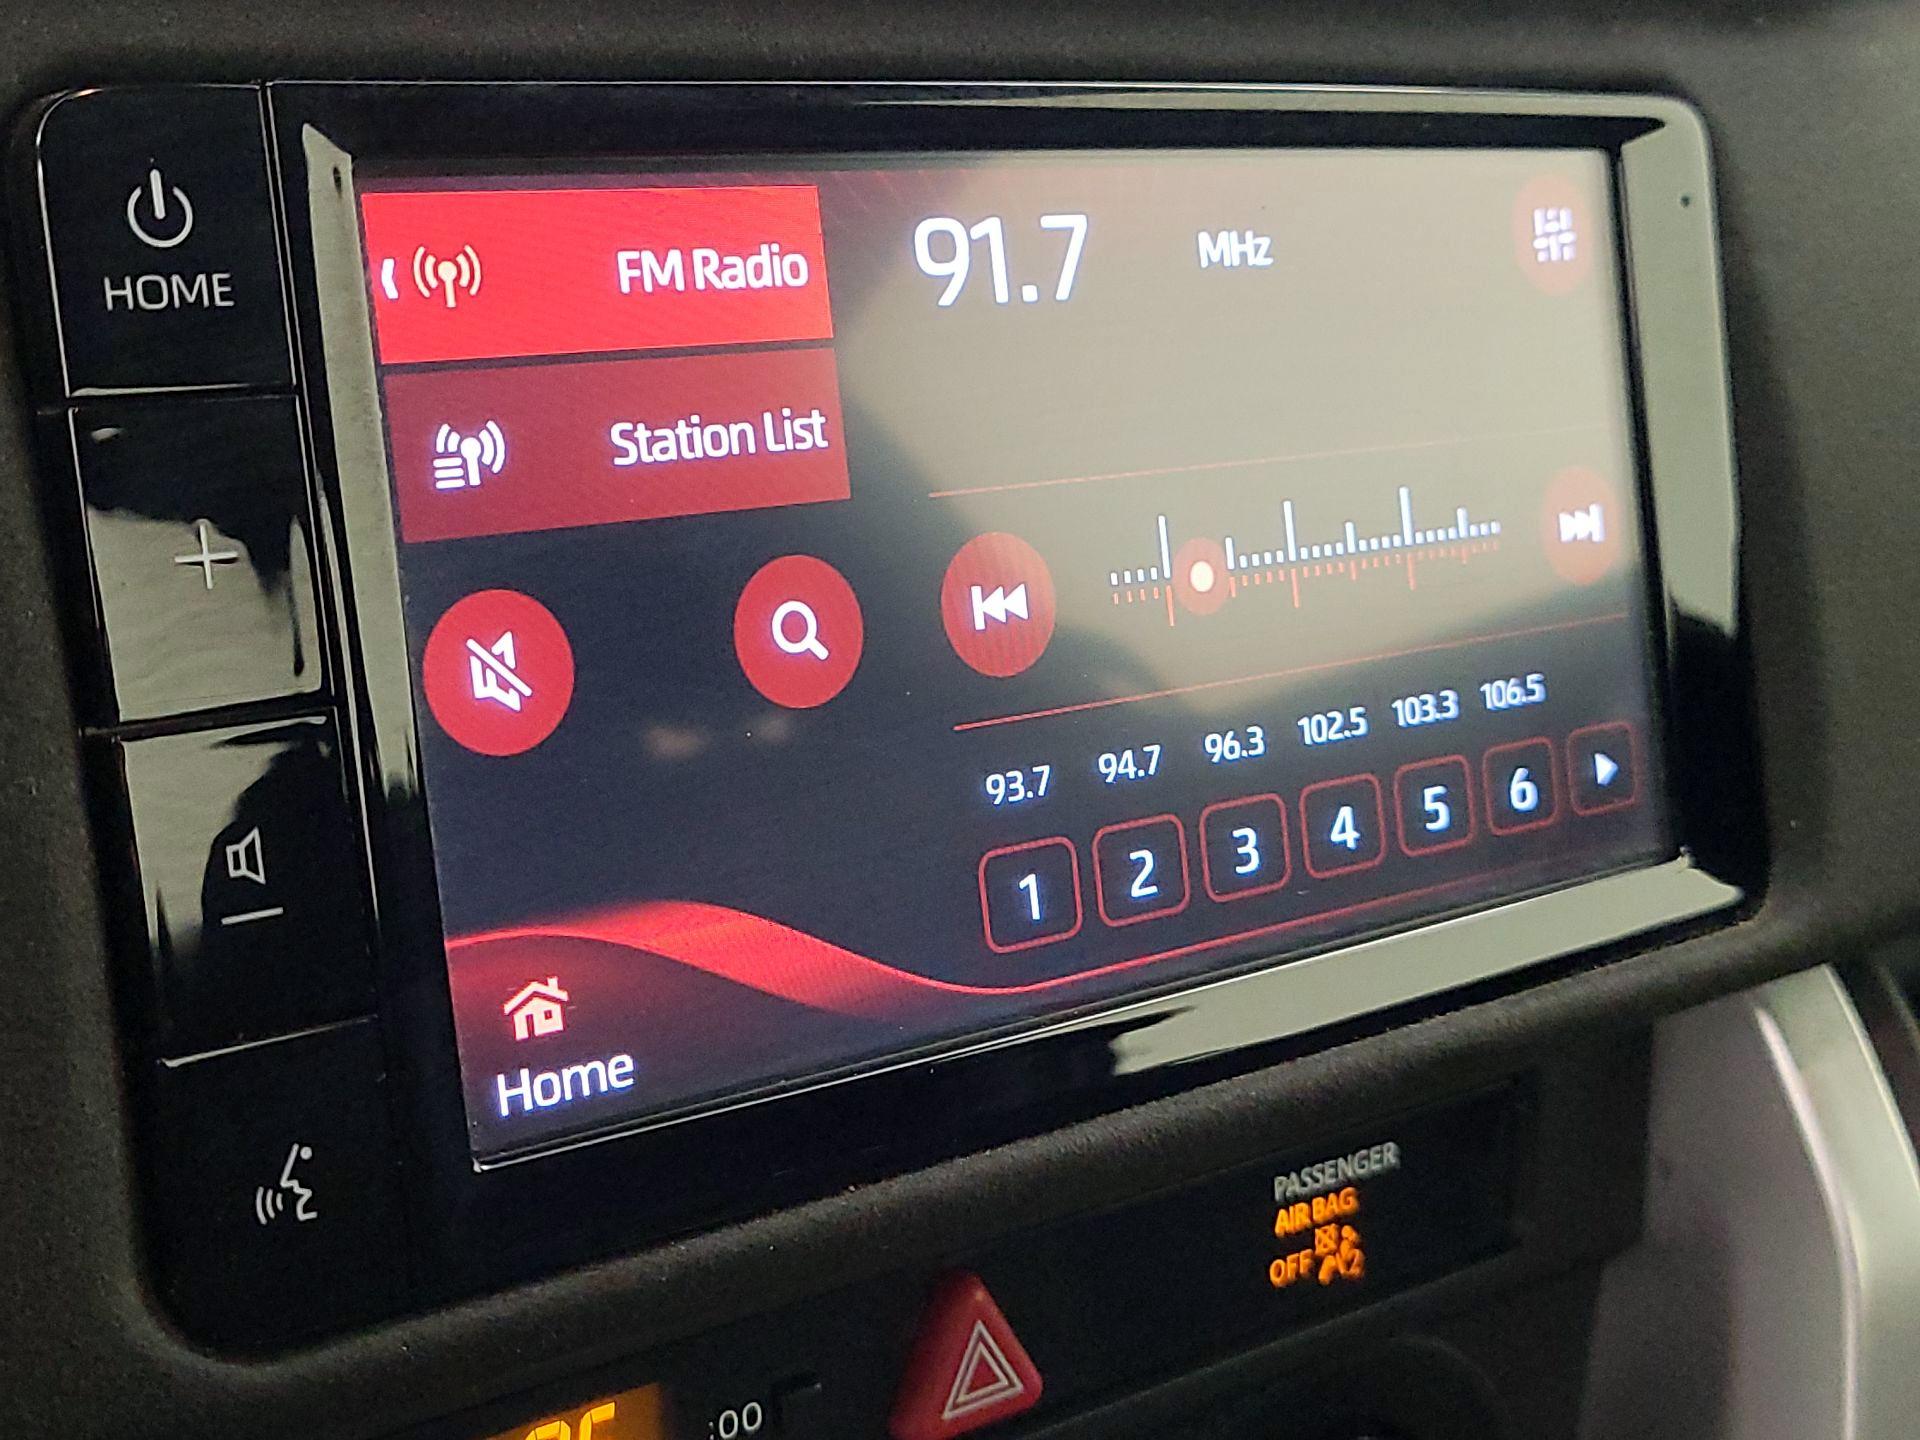 HOME
FM Radio
91.7 MHz
Station List
93.7 94.7 96.3 102.5 103.3 106.5
1 2 3 4 5 6
Home
PASSENGER
AIR BAG
OFF 2
:00